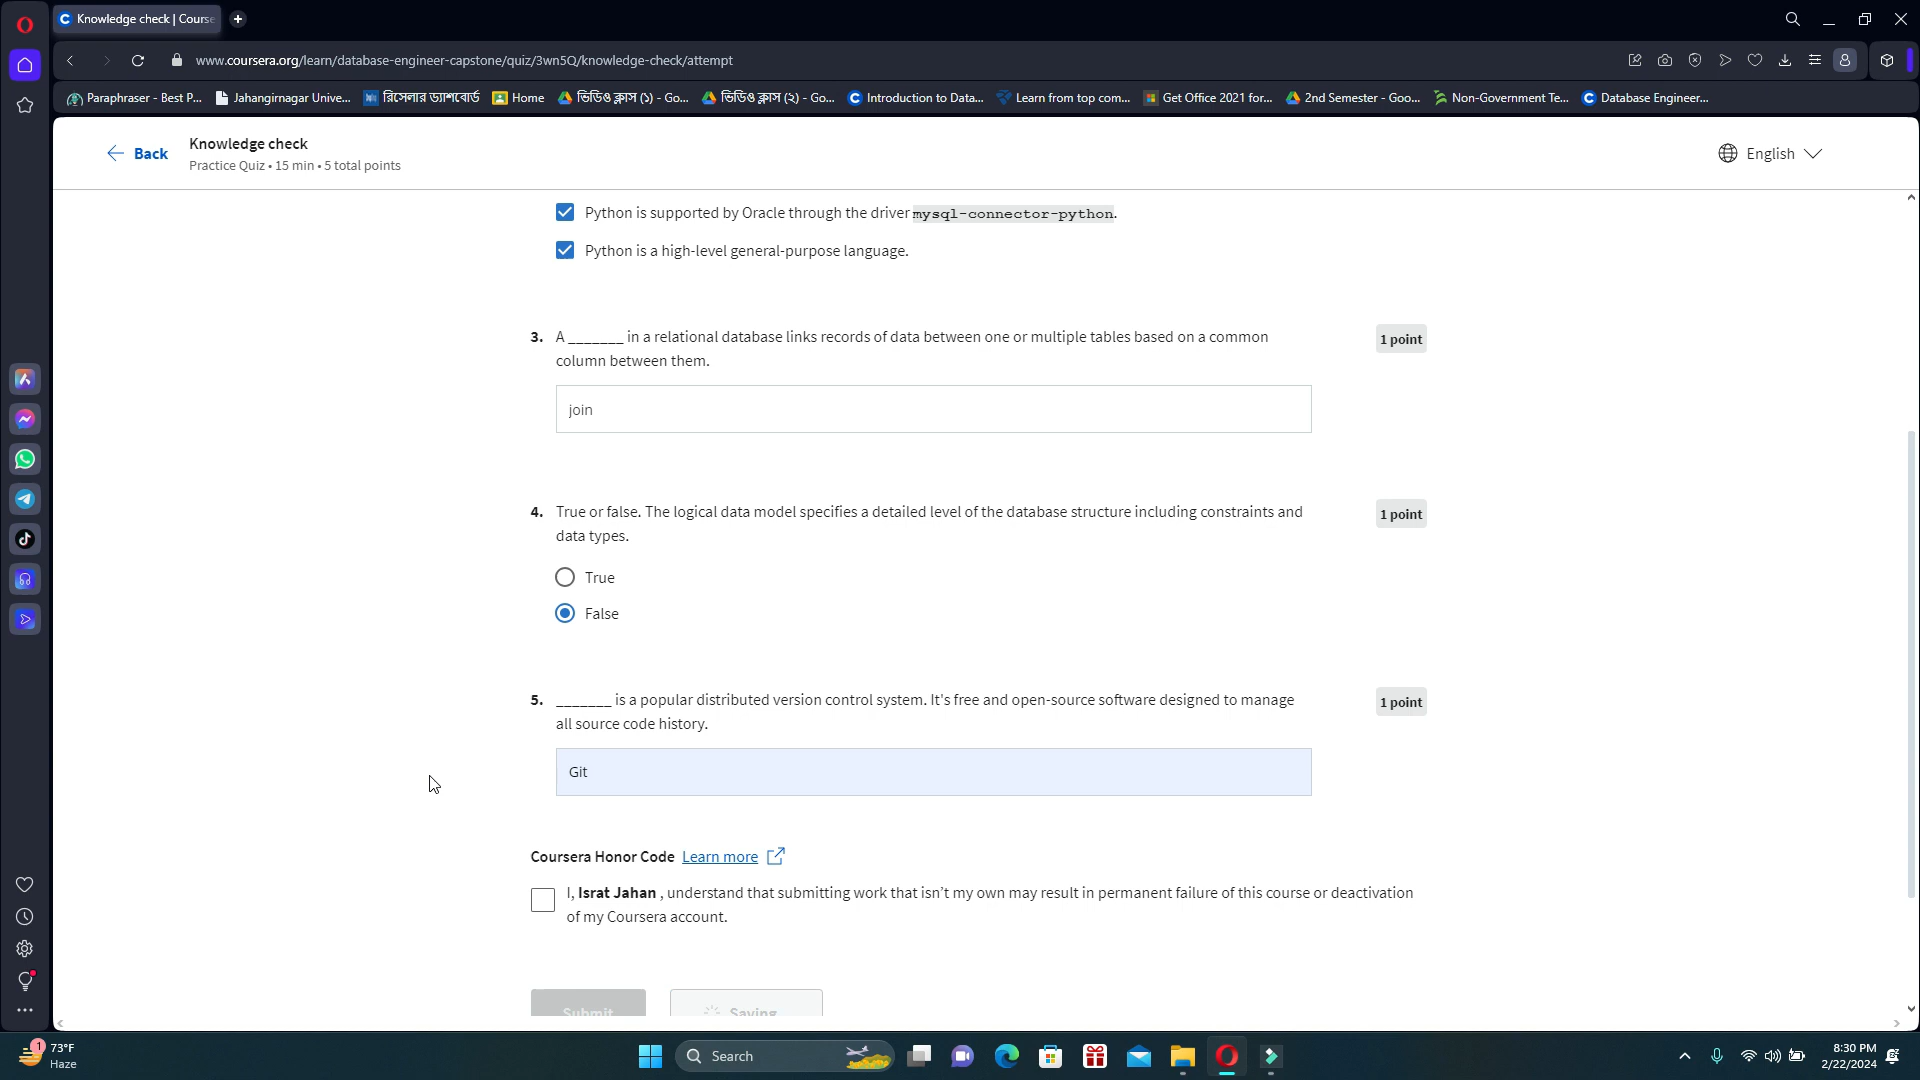 Knowledge check | Course
www.coursera.org/learn/database-engineer-capstone/quiz/3wn5Q/knowledge-check/attempt
Paraphraser - Best P... Jahangirnagar Unive... রিসেলার ড্যাশবোর্ড Home ভিডিও ক্লাস (১) - Go... ভিডিও ক্লাস (২) - Go... Introduction to Data... Learn from top com... Get Office 2021 for... 2nd Semester - Goo... Non-Government Te... Database Engineer...
Back
Knowledge check
Practice Quiz • 15 min • 5 total points
English
Python is supported by Oracle through the driver mysql-connector-python.
Python is a high-level general-purpose language.
3. A _______ in a relational database links records of data between one or multiple tables based on a common
column between them.
1 point
join
4. True or false. The logical data model specifies a detailed level of the database structure including constraints and
data types.
1 point
True
False
5. _______ is a popular distributed version control system. It's free and open-source software designed to manage
all source code history.
1 point
Git
Coursera Honor Code Learn more
I, Israt Jahan , understand that submitting work that isn't my own may result in permanent failure of this course or deactivation
of my Coursera account.
Submit Saving
1
73°F
Haze
Search
8:30 PM
2/22/2024